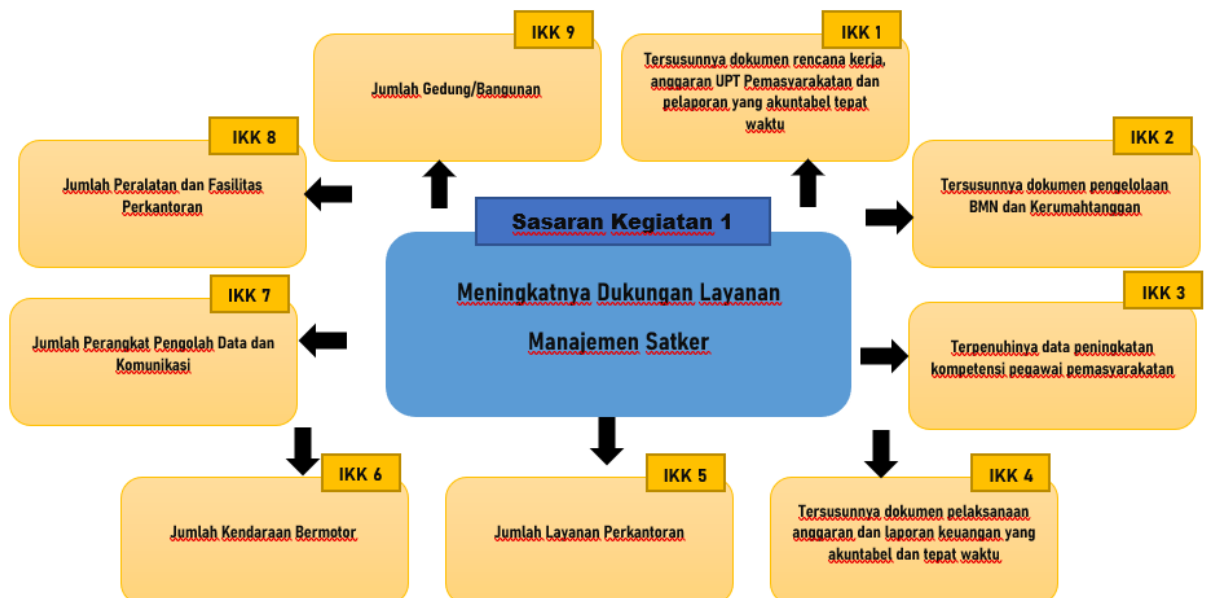 IKK 9
Jumlah Gedung/Bangunan
IKK 1
Tersusunnya dokumen rencana kerja,
anggaran UPT Pemasyarakatan dan
pelaporan yang akuntabel tepat
waktu
IKK 8
Jumlah Peralatan dan Fasilitas
Perkantoran
IKK 2
Tersusunnya dokumen pengelolaan
BMN dan Kerumahtanggan
Sasaran Kegiatan 1
Meningkatnya Dukungan Layanan
Manajemen Satker
IKK 7
Jumlah Perangkat Pengolah Data dan
Komunikasi
IKK 3
Terpenuhinya data peningkatan
kompetensi pegawai pemasyarakatan
IKK 6
Jumlah Kendaraan Bermotor
IKK 5
Jumlah Layanan Perkantoran
IKK 4
Tersusunnya dokumen pelaksanaan
anggaran dan laporan keuangan yang
akuntabel dan tepat waktu